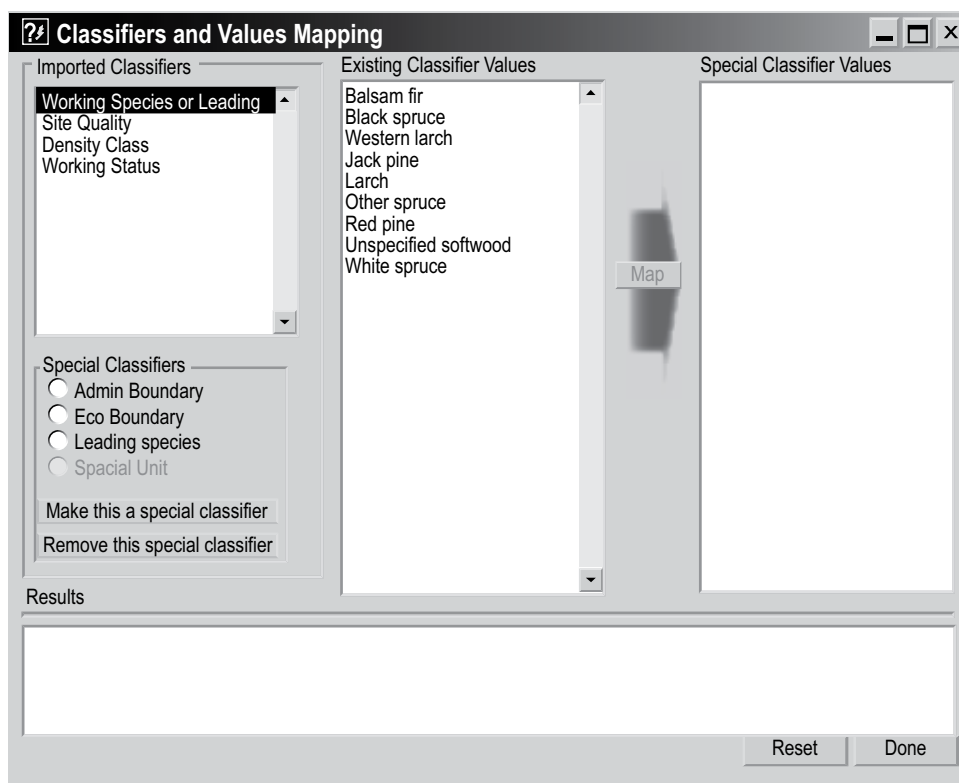 Classifiers and Values Mapping
Imported Classifiers
Working Species or Leading
Site Quality
Density Class
Working Status
Special Classifiers
Admin Boundary
Eco Boundary
Leading species
Spacial Unit
Make this a special classifier
Remove this special classifier
Existing Classifier Values
Balsam fir
Black spruce
Western larch
Jack pine
Larch
Other spruce
Red pine
Unspecified softwood
White spruce
Map
Special Classifier Values
Results
Reset
Done